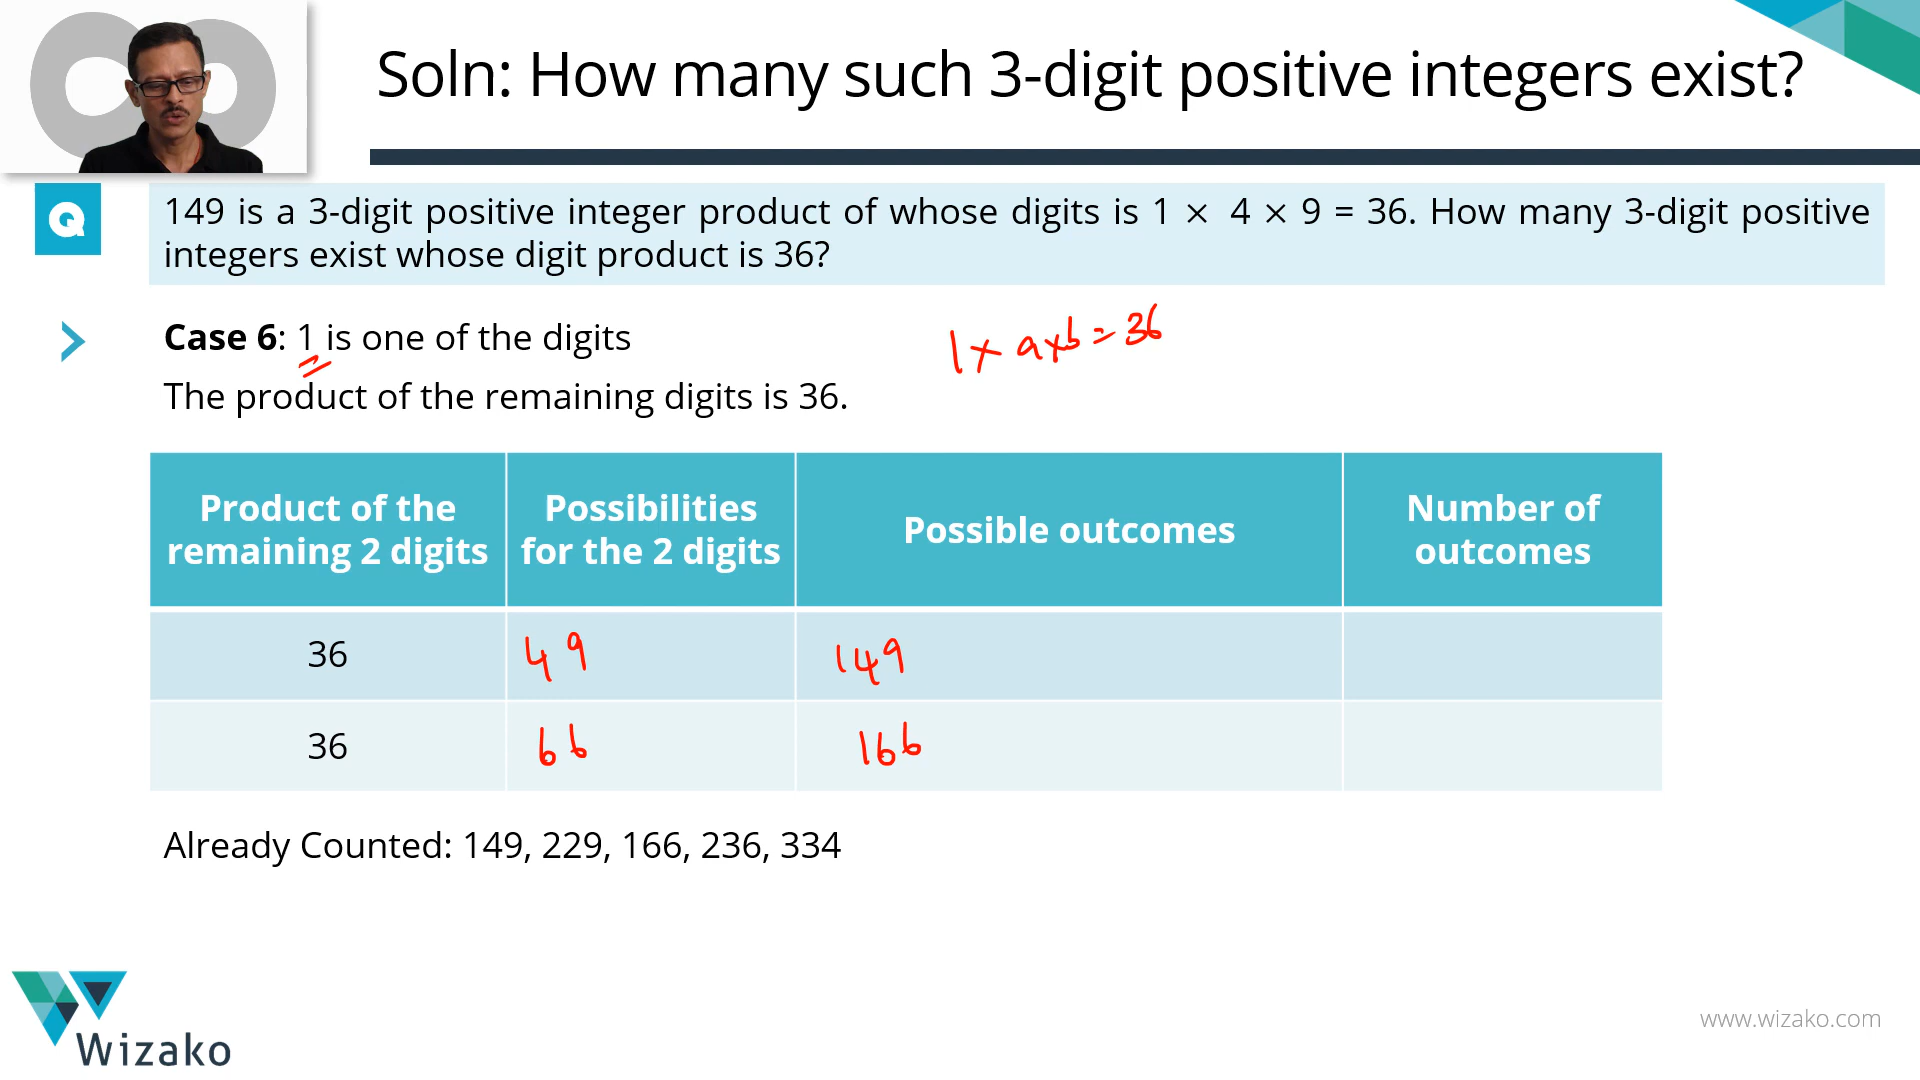 Soln: How many such 3-digit positive integers exist?
Q
149 is a 3-digit positive integer product of whose digits is 1 × 4 × 9 = 36. How many 3-digit positive
integers exist whose digit product is 36?
Case 6: 1 is one of the digits
1 × a × b = 36
The product of the remaining digits is 36.
Product of the remaining 2 digits
Possibilities for the 2 digits
Possible outcomes
Number of outcomes
36 4 9 149
36 6 6 166
Already Counted: 149, 229, 166, 236, 334
Wizako
www.wizako.com